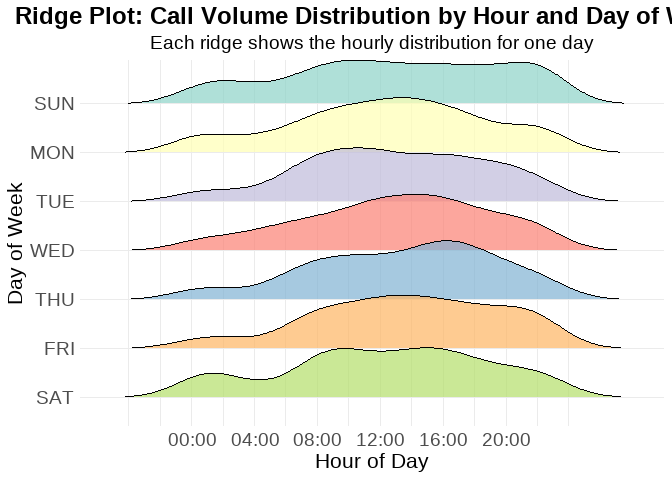 Ridge Plot: Call Volume Distribution by Hour and Day of
Each ridge shows the hourly distribution for one day
SUN
MON
TUE
WED
THU
FRI
SAT
Day of Week
00:00 04:00 08:00 12:00 16:00 20:00
Hour of Day